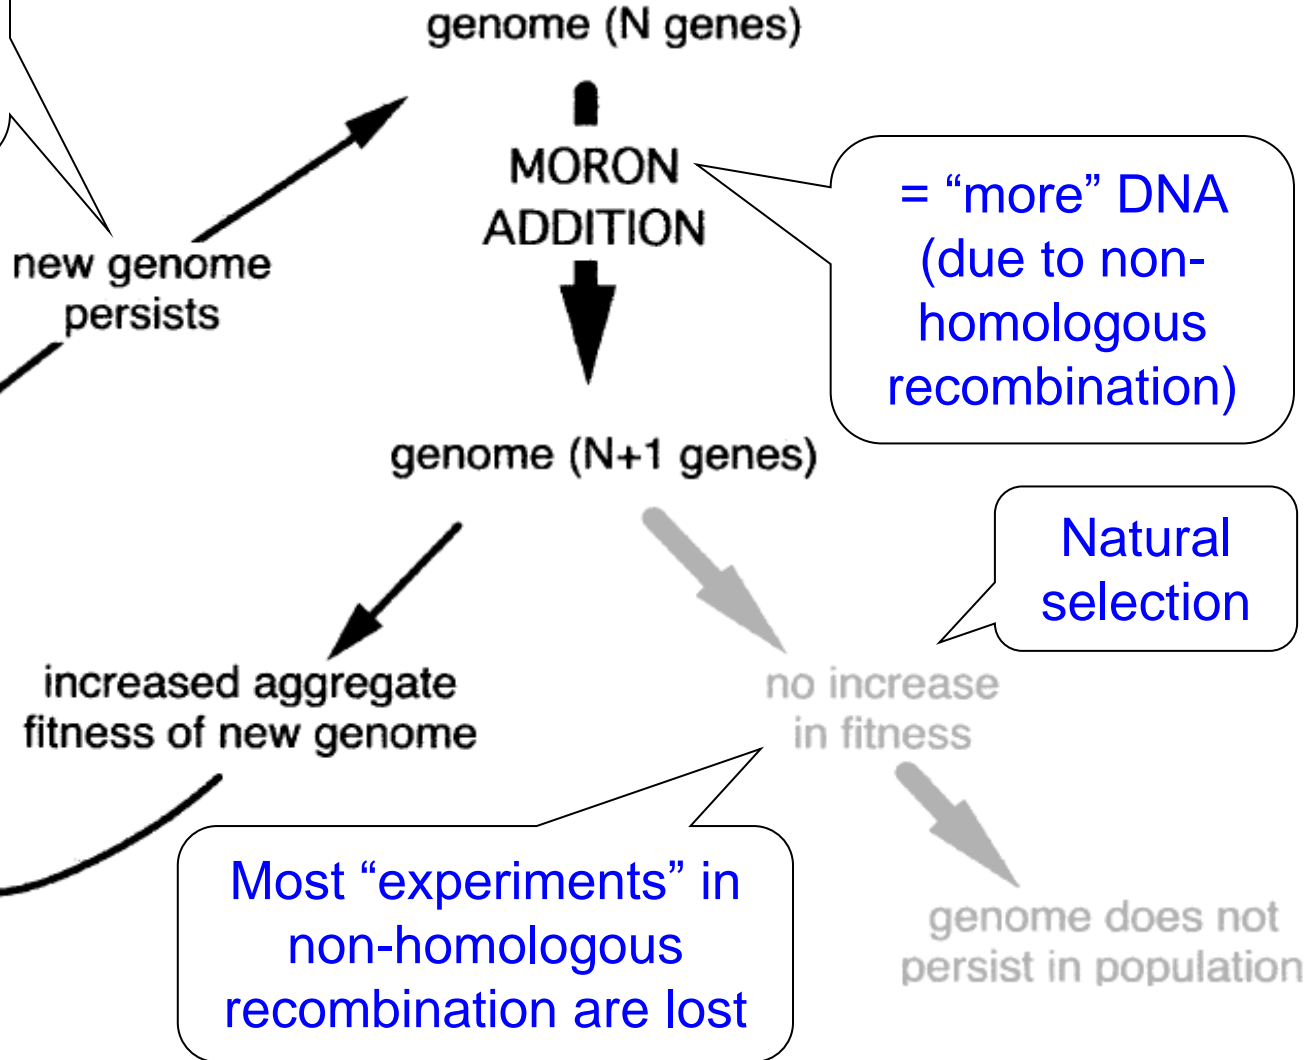 genome (N genes)
MORON
ADDITION
= “more” DNA
(due to non-
homologous
recombination)
new genome
persists
genome (N+1 genes)
Natural
selection
increased aggregate
fitness of new genome
no increase
in fitness
Most “experiments” in
non-homologous
recombination are lost
genome does not
persist in population